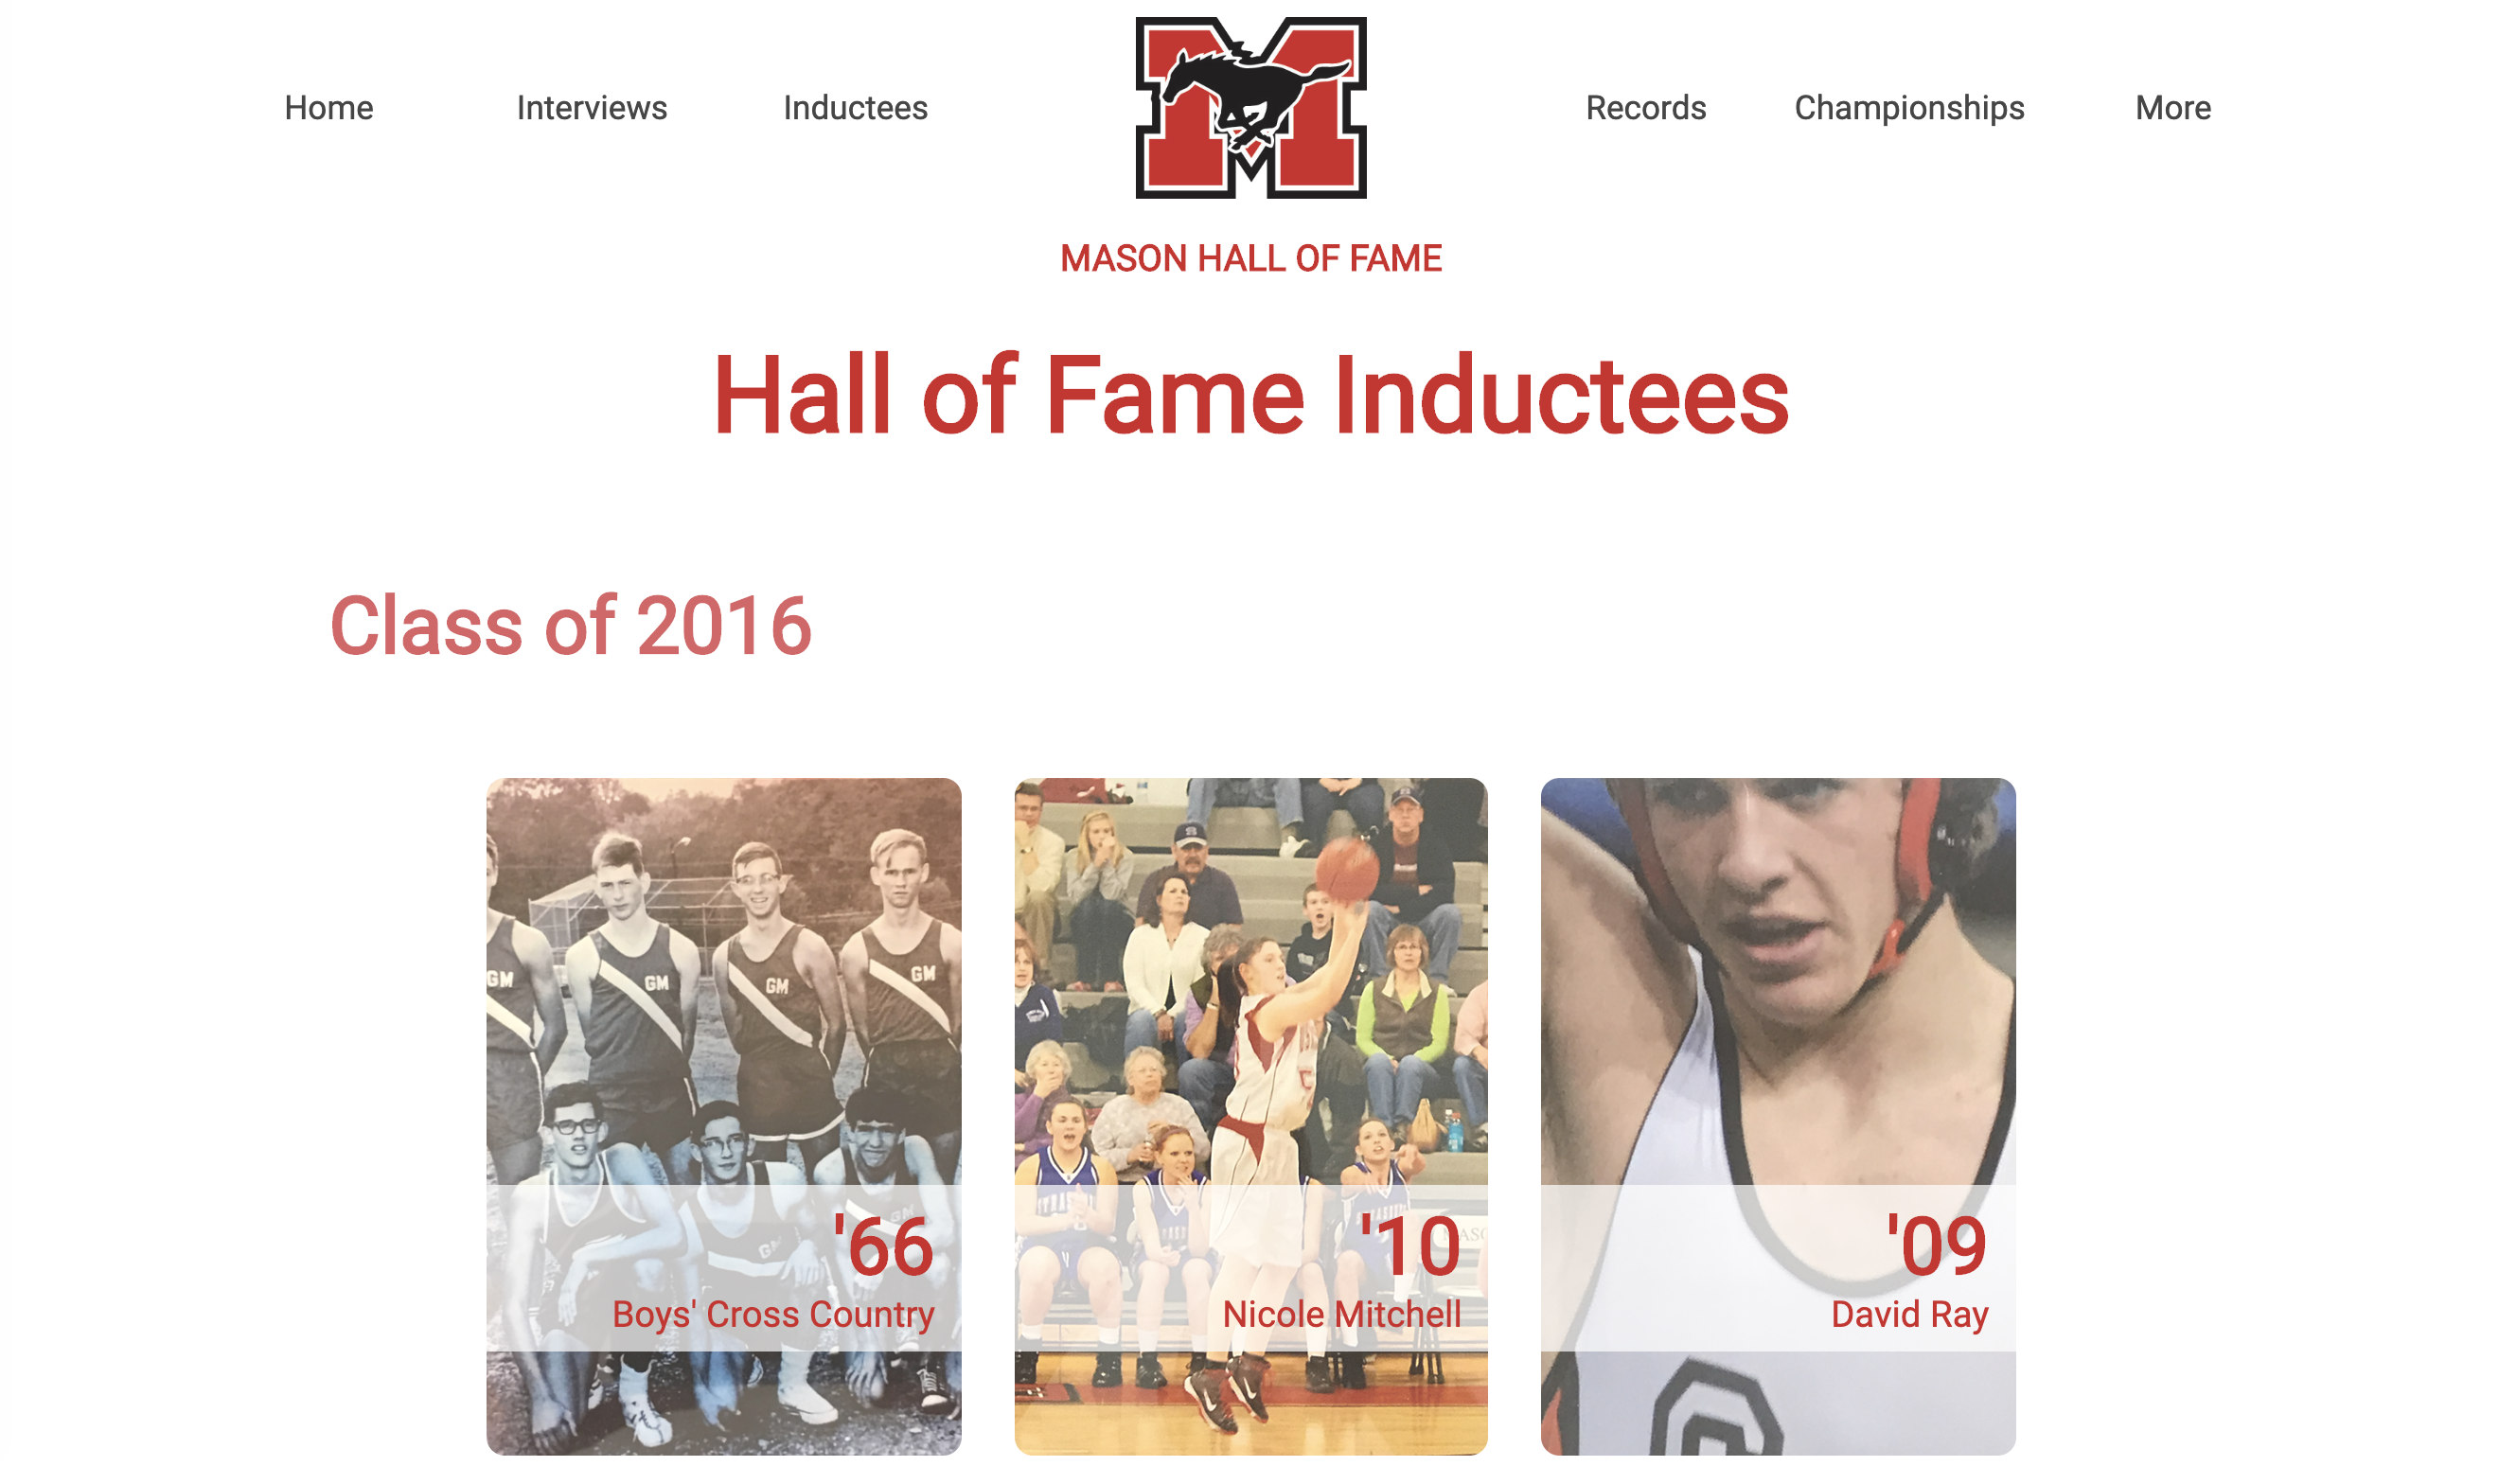 Home Interviews Inductees Records Championships More
M
MASON HALL OF FAME
Hall of Fame Inductees
Class of 2016
GM GM GM GM
GM
G
'66
Boys' Cross Country
'10
Nicole Mitchell
'09
David Ray